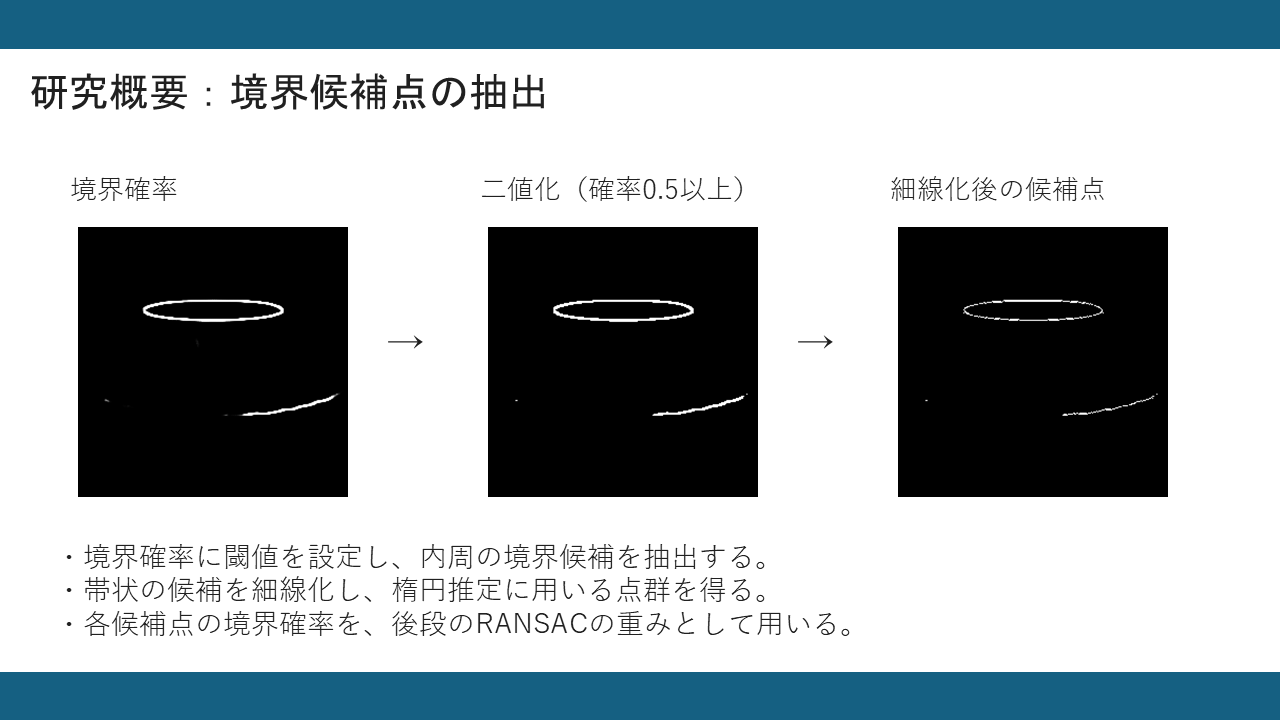 研究概要：境界候補点の抽出
境界確率
二値化（確率0.5以上）
細線化後の候補点
→
→
・境界確率に閾値を設定し、内周の境界候補を抽出する。
・帯状の候補を細線化し、楕円推定に用いる点群を得る。
・各候補点の境界確率を、後段のRANSACの重みとして用いる。